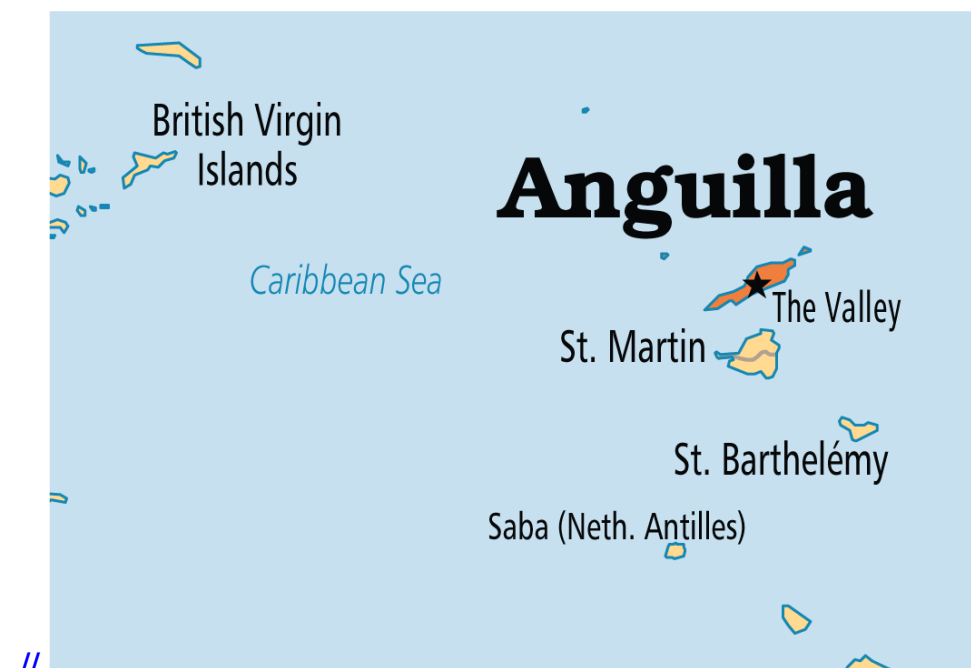 British Virgin
Islands
Anguilla
Caribbean Sea
The Valley
St. Martin
St. Barthelémy
Saba (Neth. Antilles)
//